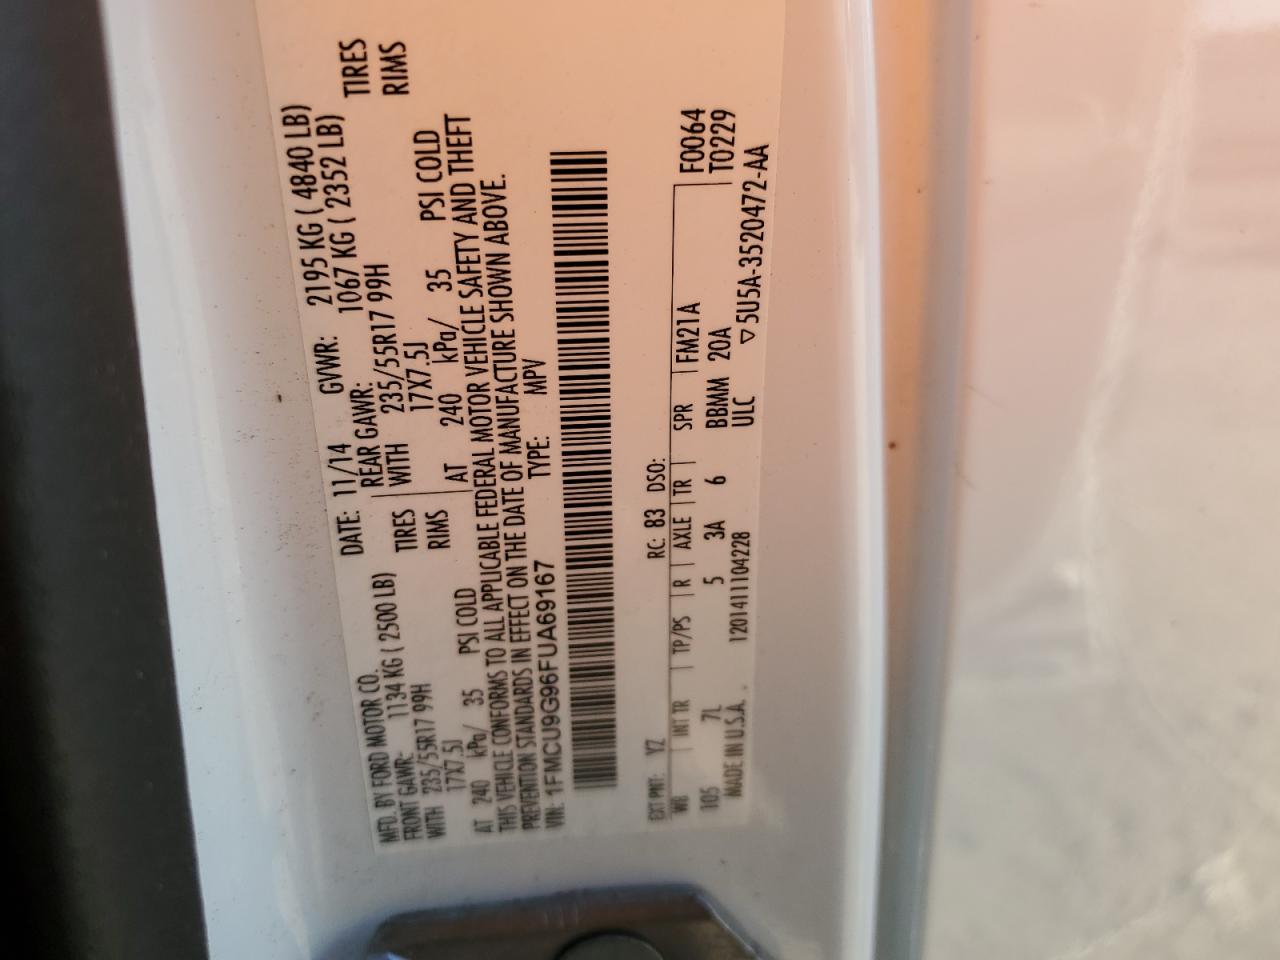 MFD. BY FORD MOTOR CO.
DATE: 11/14 GVWR: 2195 KG ( 4840 LB)
FRONT GAWR: 1134 KG ( 2500 LB) REAR GAWR: 1067 KG ( 2352 LB)
WITH 235/55R17 99H TIRES WITH 235/55R17 99H TIRES
17X7.5J RIMS 17X7.5J RIMS
AT 240 kPa/ 35 PSI COLD AT 240 kPa/ 35 PSI COLD
THIS VEHICLE CONFORMS TO ALL APPLICABLE FEDERAL MOTOR VEHICLE SAFETY AND THEFT
PREVENTION STANDARDS IN EFFECT ON THE DATE OF MANUFACTURE SHOWN ABOVE.
VIN: 1FMCU9G96FUA69167 TYPE: MPV
EXT PNT: YZ RC: 83 DSO: F0064
WB INT TR TP/PS R AXLE TR SPR FM21A T0229
105 7L 5 3A 6 BBMM 20A
MADE IN U.S.A. 1201411104228 ULC ▽5U5A-3520472-AA